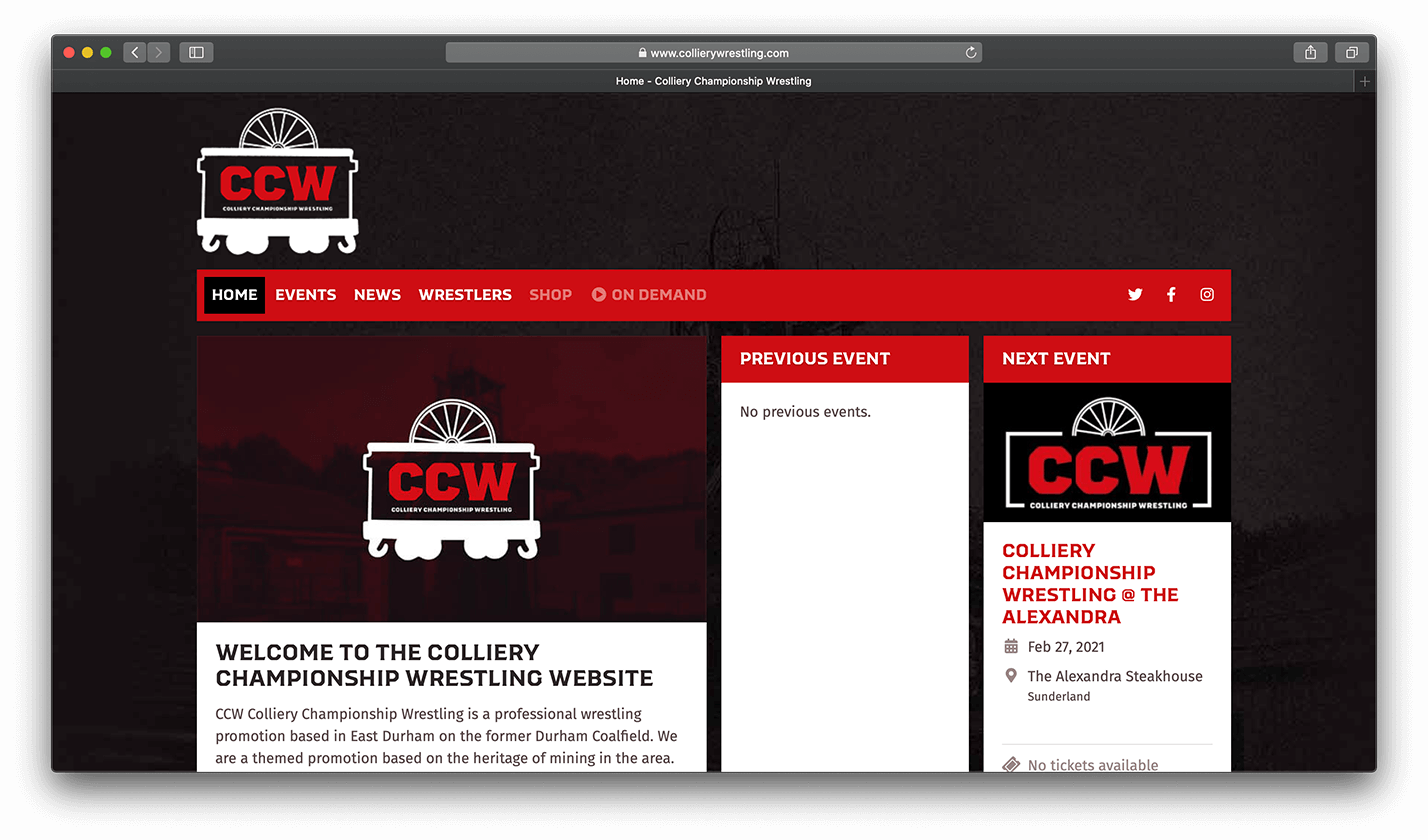 www.collierywrestling.com
Home - Colliery Championship Wrestling
CCW
COLLIERY CHAMPIONSHIP WRESTLING
HOME EVENTS NEWS WRESTLERS SHOP ON DEMAND
CCW
COLLIERY CHAMPIONSHIP WRESTLING
WELCOME TO THE COLLIERY
CHAMPIONSHIP WRESTLING WEBSITE
CCW Colliery Championship Wrestling is a professional wrestling
promotion based in East Durham on the former Durham Coalfield. We
are a themed promotion based on the heritage of mining in the area.
PREVIOUS EVENT
No previous events.
NEXT EVENT
CCW
COLLIERY CHAMPIONSHIP WRESTLING
COLLIERY
CHAMPIONSHIP
WRESTLING @ THE
ALEXANDRA
Feb 27, 2021
The Alexandra Steakhouse
Sunderland
No tickets available